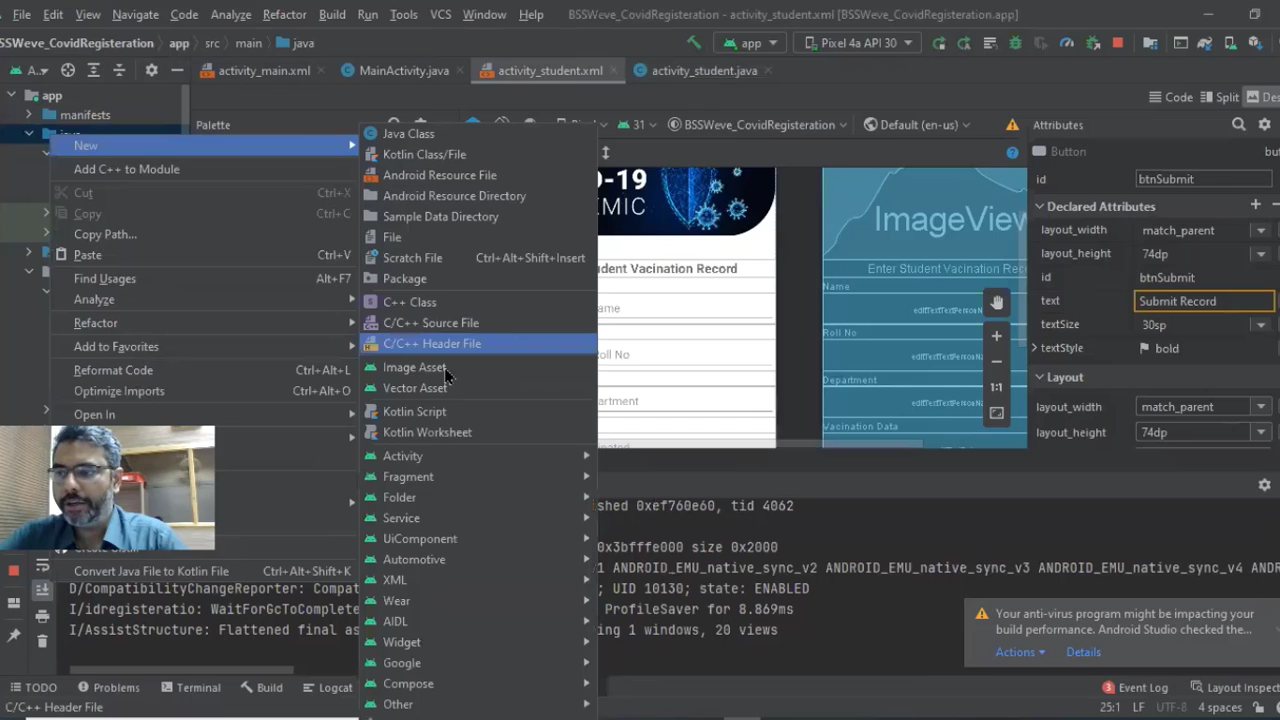 File Edit View Navigate Code Analyze Refactor Build Run Tools VCS Window Help BSSWeve_CovidRegisteration - activity_student.xml [BSSWeve_CovidRegisteration.app]
BSSWeve_CovidRegisteration app src main java app Pixel 4a API 30
A.. activity_main.xml MainActivity.java activity_student.xml activity_student.java
app
manifests
Palette
Code Split Des
31 BSSWeve_CovidRegisteration Default (en-us) Attributes
New
Add C++ to Module
Cut Ctrl+X
Copy Ctrl+C
Copy Path...
Paste Ctrl+V
Find Usages Alt+F7
Analyze
Refactor
Add to Favorites
Reformat Code Ctrl+Alt+L
Optimize Imports Ctrl+Alt+O
Open In
Convert Java File to Kotlin File Ctrl+Alt+Shift+K
Java Class
Kotlin Class/File
Android Resource File
Android Resource Directory
Sample Data Directory
File
Scratch File Ctrl+Alt+Shift+Insert
Package
C++ Class
C/C++ Source File
C/C++ Header File
Image Asset
Vector Asset
Kotlin Script
Kotlin Worksheet
Activity
Fragment
Folder
Service
UiComponent
Automotive
XML
Wear
AIDL
Widget
Google
Compose
Other
D-19
EMIC
dent Vacination Record
ame
oll No
artment
ImageView
Enter Student Vacination Rec
Name
Roll No
Department
Vacination Data
1:1
Button but
id btnSubmit
Declared Attributes
layout_width match_parent
layout_height 74dp
id btnSubmit
text Submit Record
textSize 30sp
textStyle bold
Layout
layout_width match_parent
layout_height 74dp
shed 0xef760e60, tid 4062
0x3bfffe000 size 0x2000
1 ANDROID_EMU_native_sync_v2 ANDROID_EMU_native_sync_v3 ANDROID_EMU_native_sync_v4 ANDRO
D/CompatibilityChangeReporter: Compat ; UID 10130; state: ENABLED
I/idregisteratio: WaitForGcToComplete ProfileSaver for 8.869ms
I/AssistStructure: Flattened final as ing 1 windows, 20 views
Your anti-virus program might be impacting your
build performance. Android Studio checked the...
Actions Details
TODO Problems Terminal Build Logcat 3 Event Log Layout Inspect
C/C++ Header File 25:1 LF UTF-8 4 spaces